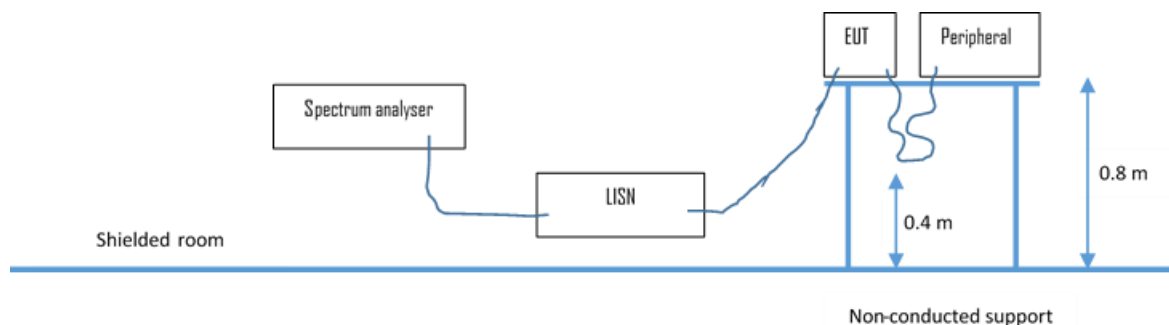 EUT
Peripheral
Spectrum analyser
LISN
0.8 m
0.4 m
Shielded room
Non-conducted support